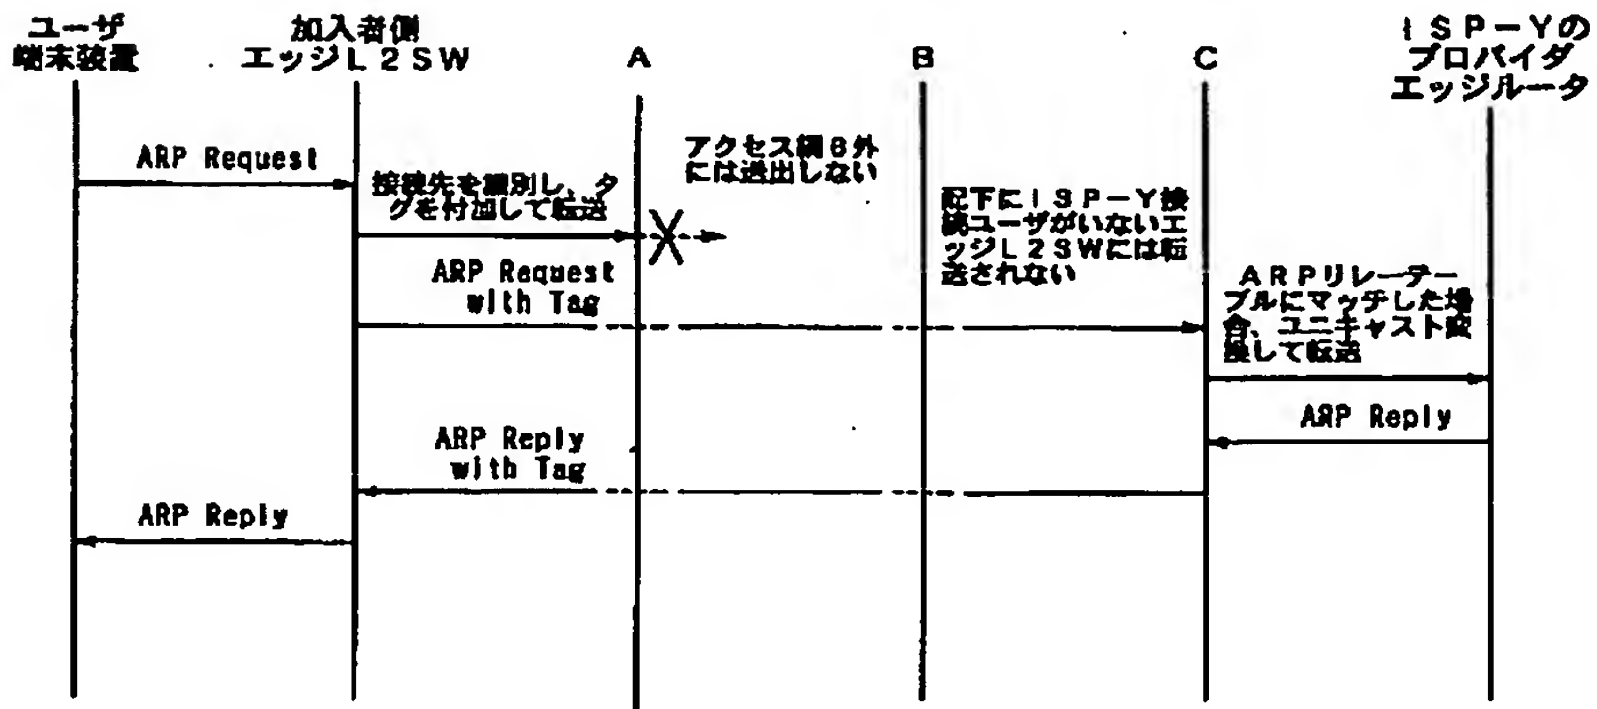 ユーザ
端末装置
加入者側
エッジL2SW
A
B
C
ISP-Yの
プロバイダ
エッジルータ
ARP Request
接続先を識別し、タ
グを付加して転送
アクセス網8外
には送出しない
配下にISP-Y接
続ユーザがいないエ
ッジL2SWには転
送されない
ARP Request
with Tag
ARPリレーテー
ブルにマッチした場
合、ユニキャスト変
換して転送
ARP Reply
ARP Reply
with Tag
ARP Reply